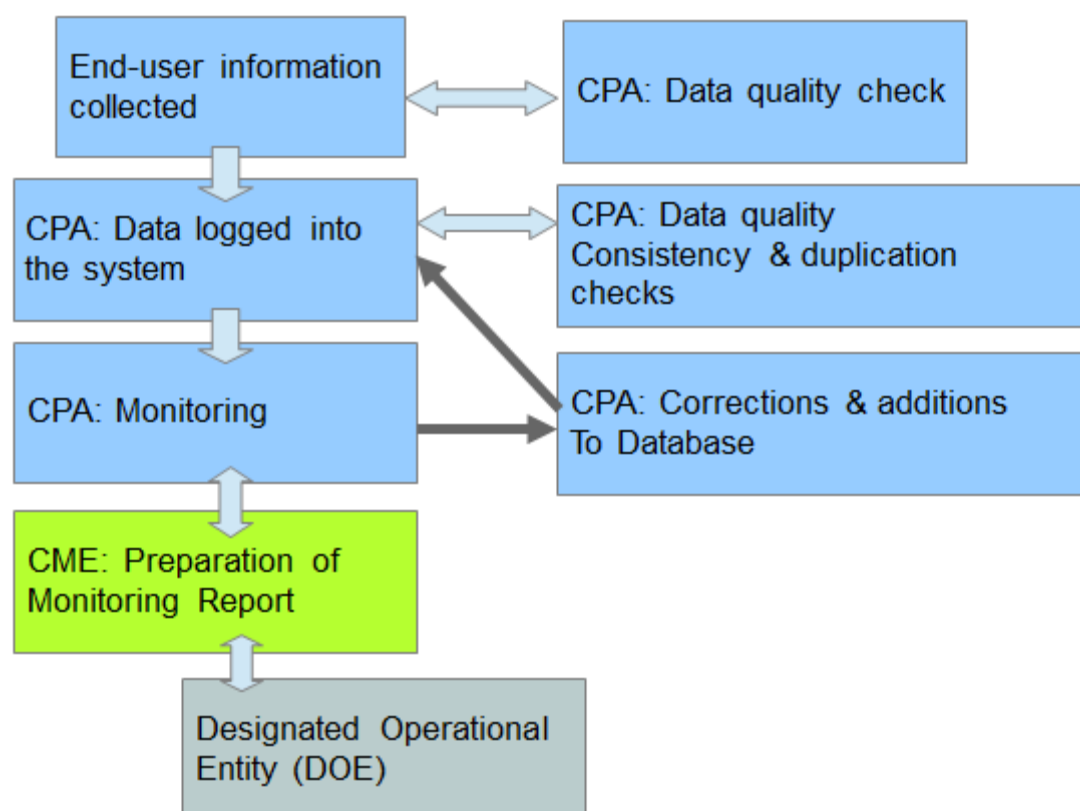 End-user information
collected
CPA: Data quality check
CPA: Data logged into
the system
CPA: Data quality
Consistency & duplication
checks
CPA: Monitoring
CPA: Corrections & additions
To Database
CME: Preparation of
Monitoring Report
Designated Operational
Entity (DOE)